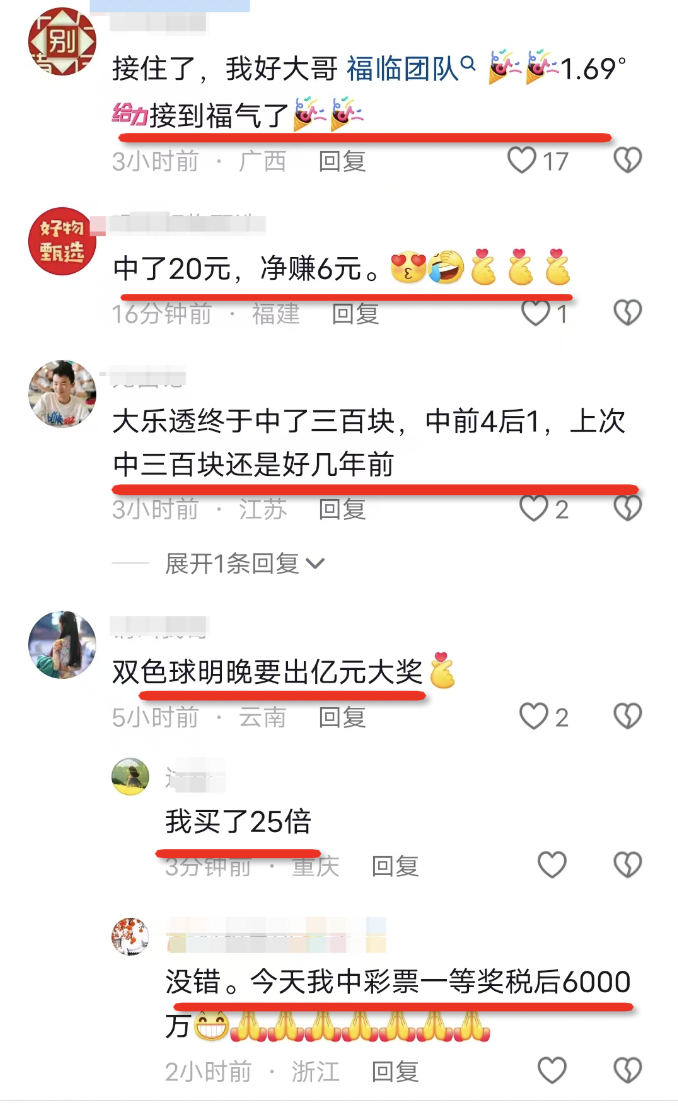 别
接住了，我好大哥 福临团队 1.69°
给力接到福气了
3小时前 · 广西 回复 17
好物
甄选
中了20元，净赚6元。
16分钟前 · 福建 回复 1
大乐透终于中了三百块，中前4后1，上次
中三百块还是好几年前
3小时前 · 江苏 回复 2
展开1条回复
双色球明晚要出亿元大奖
5小时前 · 云南 回复 2
我买了25倍
3分钟前 · 重庆 回复
没错。今天我中彩票一等奖税后6000
万
2小时前 · 浙江 回复